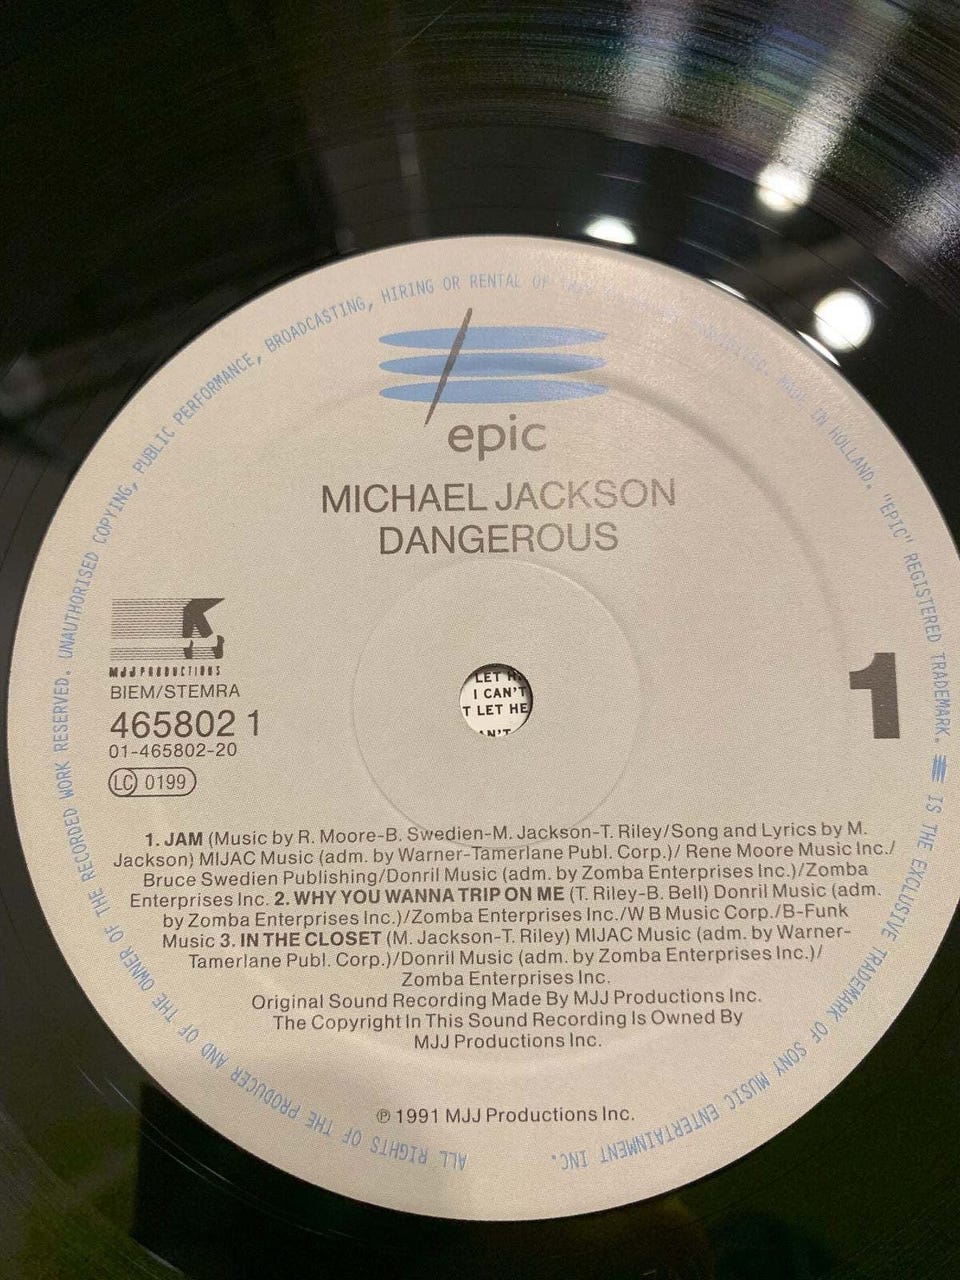 epic
MICHAEL JACKSON
DANGEROUS
MJJ PRODUCTIONS
BIEM/STEMRA
465802 1
01-465802-20
LC 0199
1
LET
I CAN'T
T LET HE
AN'T
1. JAM (Music by R. Moore-B. Swedien-M. Jackson-T. Riley/Song and Lyrics by M.
Jackson) MIJAC Music (adm. by Warner-Tamerlane Publ. Corp.)/ Rene Moore Music Inc./
Bruce Swedien Publishing/Donril Music (adm. by Zomba Enterprises Inc.)/Zomba
Enterprises Inc. 2. WHY YOU WANNA TRIP ON ME (T. Riley-B. Bell) Donril Music (adm.
by Zomba Enterprises Inc.)/Zomba Enterprises Inc./W B Music Corp./B-Funk
Music 3. IN THE CLOSET (M. Jackson-T. Riley) MIJAC Music (adm. by Warner-
Tamerlane Publ. Corp.)/Donril Music (adm. by Zomba Enterprises Inc.)/
Zomba Enterprises Inc.
Original Sound Recording Made By MJJ Productions Inc.
The Copyright In This Sound Recording Is Owned By
MJJ Productions Inc.
℗ 1991 MJJ Productions Inc.
ALL RIGHTS OF THE PRODUCER AND OF THE OWNER OF THE RECORDED WORK RESERVED. UNAUTHORISED COPYING, PUBLIC PERFORMANCE, BROADCASTING, HIRING OR RENTAL OF MADE IN HOLLAND. "EPIC" REGISTERED TRADEMARK. IS THE EXCLUSIVE TRADEMARK OF SONY MUSIC ENTERTAINMENT INC.